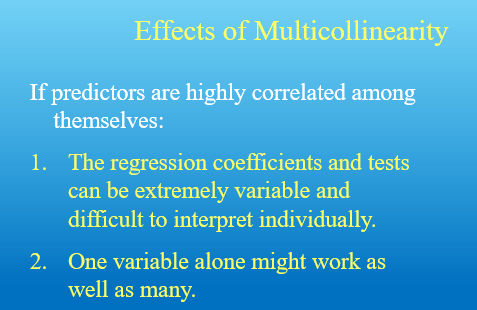 Effects of Multicollinearity
If predictors are highly correlated among
themselves:
1. The regression coefficients and tests
can be extremely variable and
difficult to interpret individually.
2. One variable alone might work as
well as many.